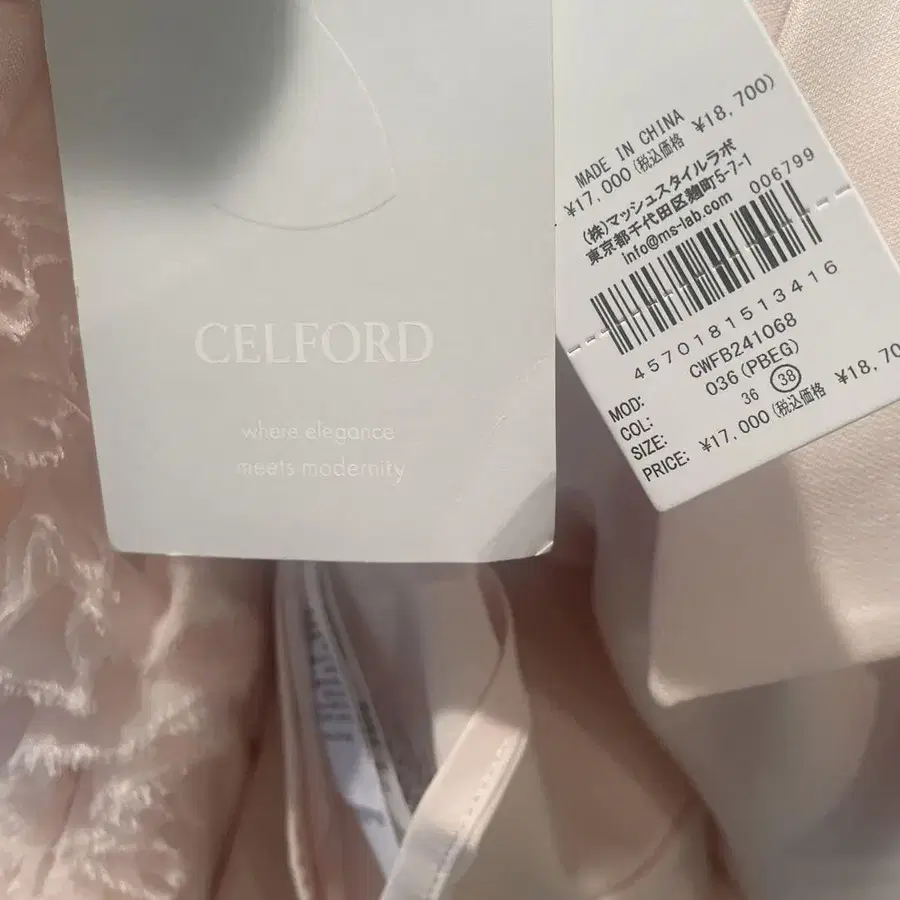 CELFORD
where elegance
meets modernity
MADE IN CHINA
¥17,000(税込価格 ¥18,700)
(株)マッシュスタイルラボ
東京都千代田区麹町5-7-1
info@ms-lab.com
006799
4570181513416
MOD: CWFB241068
COL: 036(PBEG)
SIZE: 36 38
PRICE: ¥17,000(税込価格 ¥18,70